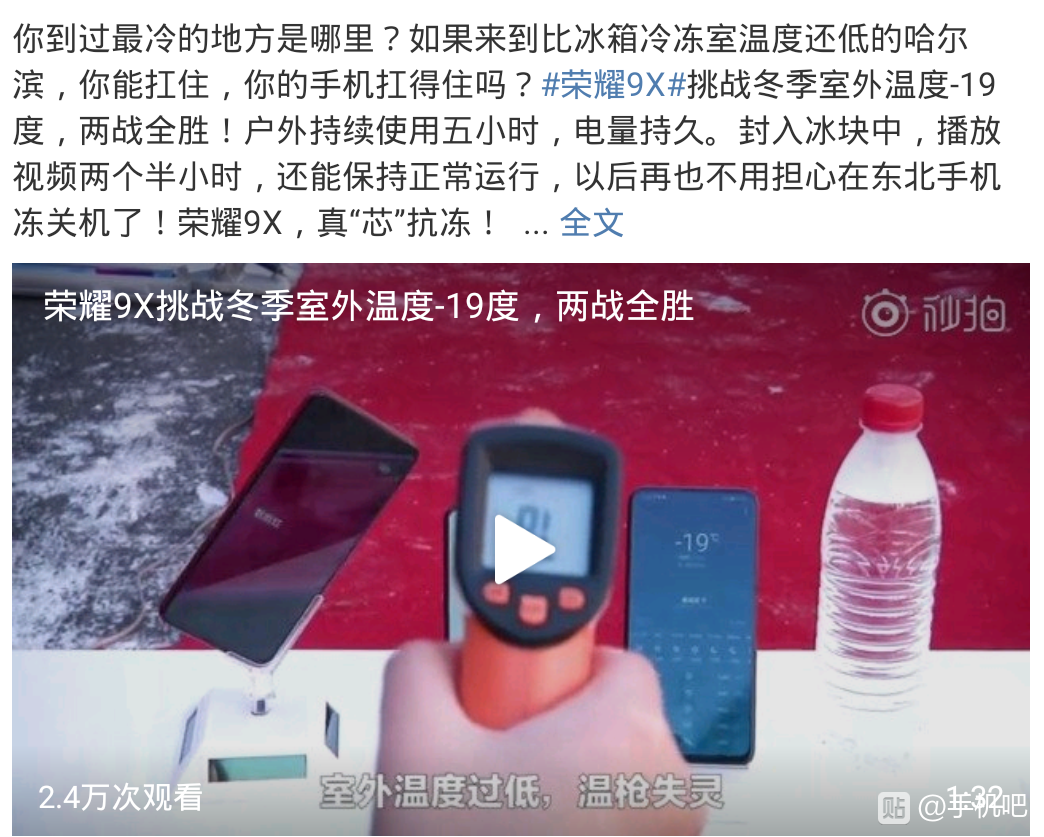 你到过最冷的地方是哪里？如果来到比冰箱冷冻室温度还低的哈尔
滨，你能扛住，你的手机扛得住吗？#荣耀9X#挑战冬季室外温度-19
度，两战全胜！户外持续使用五小时，电量持久。封入冰块中，播放
视频两个半小时，还能保持正常运行，以后再也不用担心在东北手机
冻关机了！荣耀9X，真“芯”抗冻！ ... 全文
荣耀9X挑战冬季室外温度-19度，两战全胜
秒拍
-19℃
室外温度过低，温枪失灵
2.4万次观看
1:32
贴 @手机吧